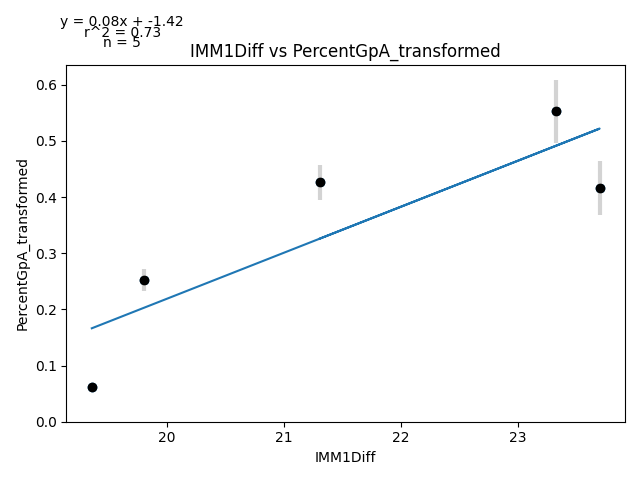 y = 0.08x + -1.42
r^2 = 0.73
n = 5
IMM1Diff vs PercentGpA_transformed
PercentGpA_transformed
0.6
0.5
0.4
0.3
0.2
0.1
0.0
20 21 22 23
IMM1Diff